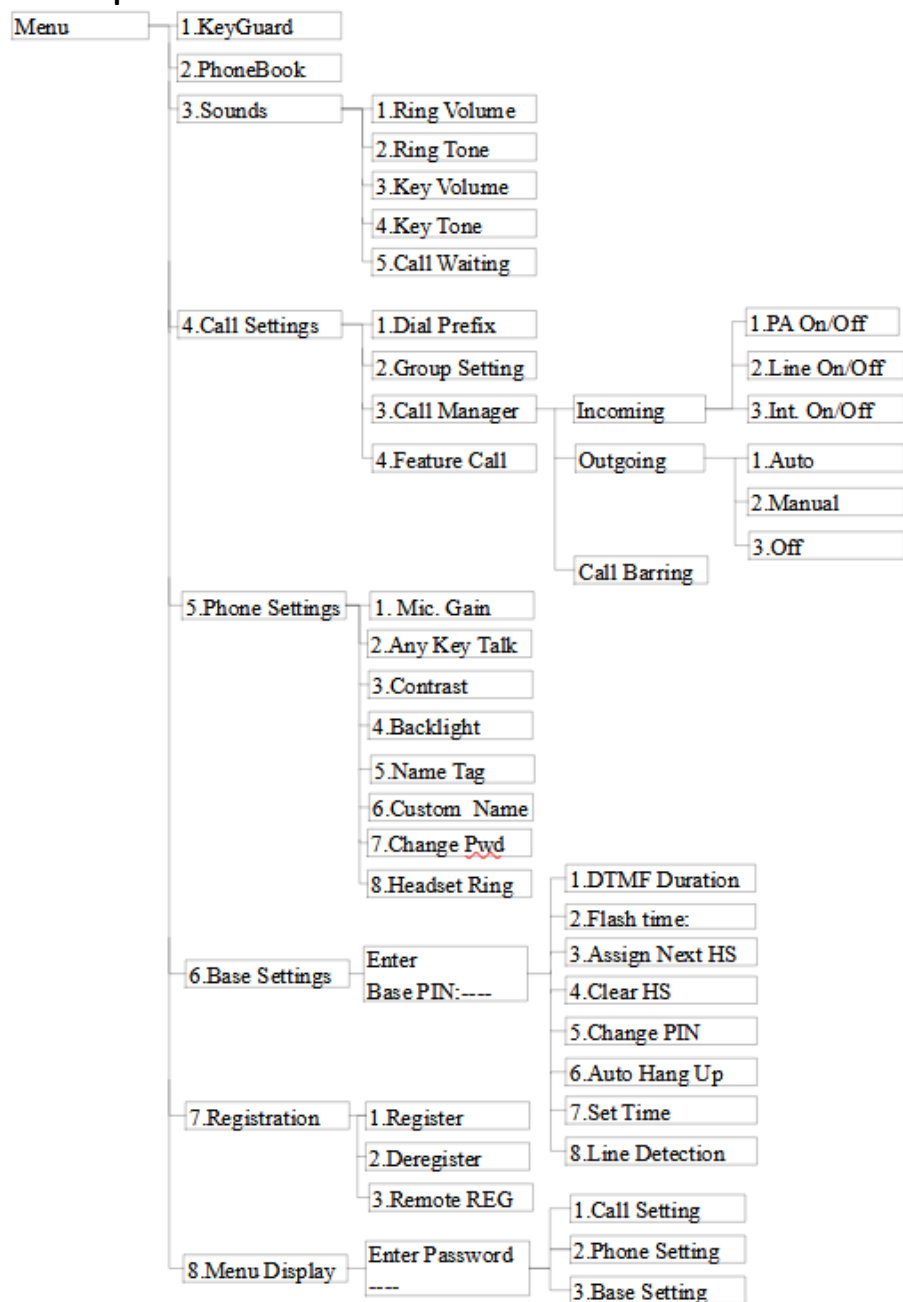 Menu
1.KeyGuard
2.PhoneBook
3.Sounds
1.Ring Volume
2.Ring Tone
3.Key Volume
4.Key Tone
5.Call Waiting
4.Call Settings
1.Dial Prefix
2.Group Setting
3.Call Manager
Incoming
1.PA On/Off
2.Line On/Off
3.Int. On/Off
Outgoing
1.Auto
2.Manual
3.Off
Call Barring
4.Feature Call
5.Phone Settings
1. Mic. Gain
2.Any Key Talk
3.Contrast
4.Backlight
5.Name Tag
6.Custom Name
7.Change Pwd
8.Headset Ring
6.Base Settings
Enter
Base PIN:----
1.DTMF Duration
2.Flash time:
3.Assign Next HS
4.Clear HS
5.Change PIN
6.Auto Hang Up
7.Set Time
8.Line Detection
7.Registration
1.Register
2.Deregister
3.Remote REG
8.Menu Display
Enter Password
----
1.Call Setting
2.Phone Setting
3.Base Setting